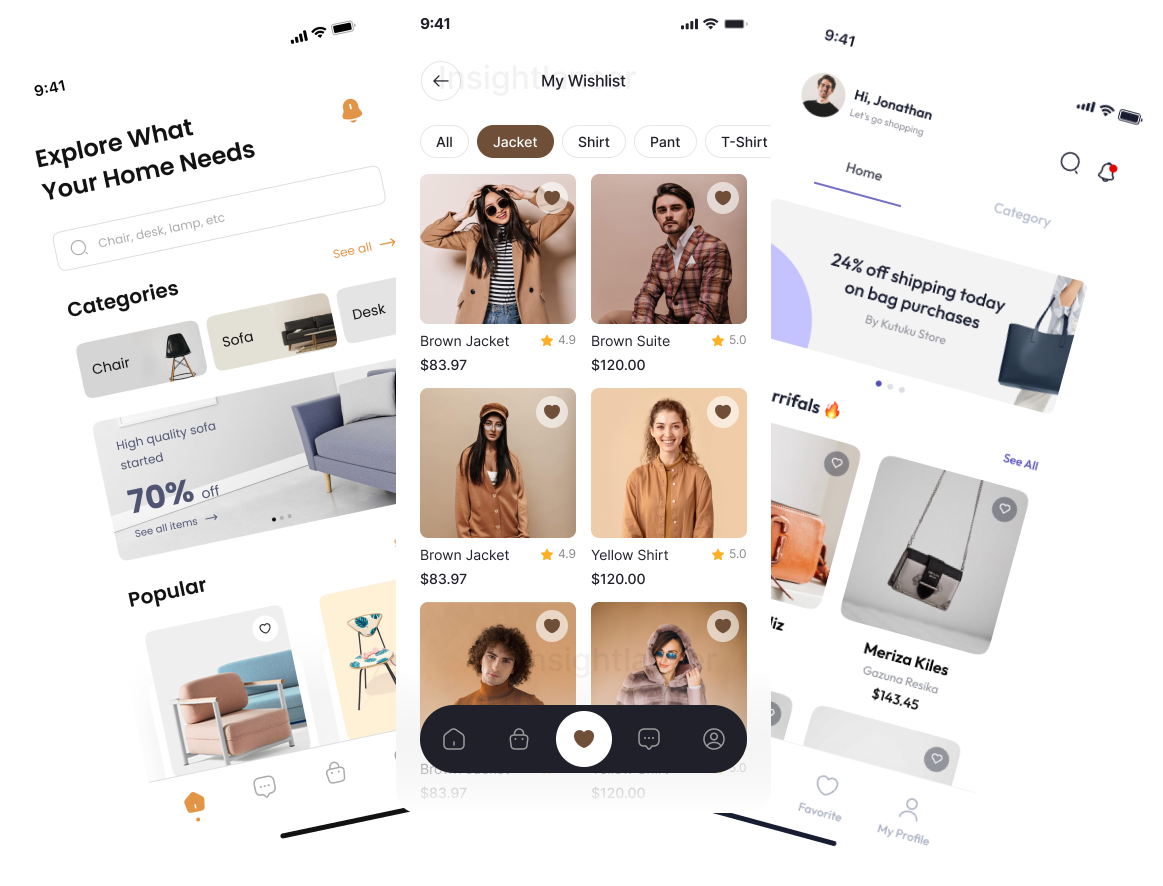 9:41
Explore What
Your Home Needs
Chair, desk, lamp, etc
See all
Categories
Chair
Sofa
Desk
High quality sofa
started
70% off
See all items
Popular
9:41
My Wishlist
All
Jacket
Shirt
Pant
T-Shirt
Brown Jacket
4.9
$83.97
Brown Suite
5.0
$120.00
Brown Jacket
4.9
$83.97
Yellow Shirt
5.0
$120.00
$83.97
$120.00
9:41
Hi, Jonathan
Let's go shopping
Home
Category
24% off shipping today
on bag purchases
By Kutuku Store
rrifals 🔥
See All
liz
Meriza Kiles
Gazuna Resika
$143.45
Favorite
My Profile